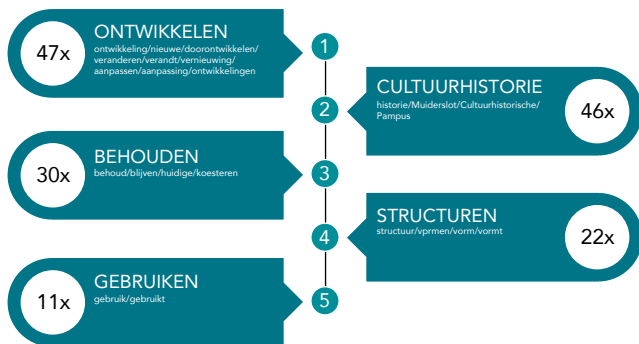 47x
ONTWIKKELEN
ontwikkeling/nieuwe/doorontwikkelen/
veranderen/verandt/vernieuwing/
aanpassen/aanpassing/ontwikkelingen
1
2
CULTUURHISTORIE
historie/Muiderslot/Cultuurhistorische/
Pampus
46x
30x
BEHOUDEN
behoud/blijven/huidige/koesteren
3
4
STRUCTUREN
structuur/vprmen/vorm/vormt
22x
11x
GEBRUIKEN
gebruik/gebruikt
5